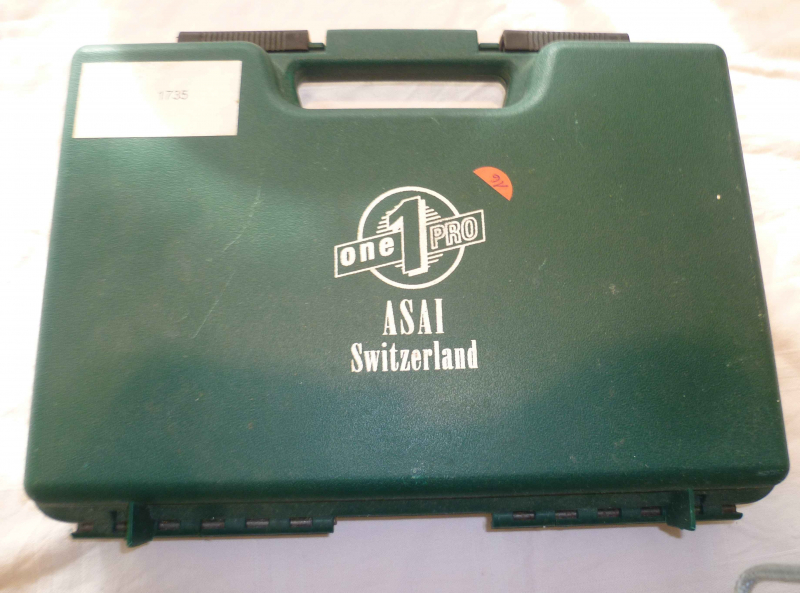 1735
one 1 PRO
ASAI
Switzerland